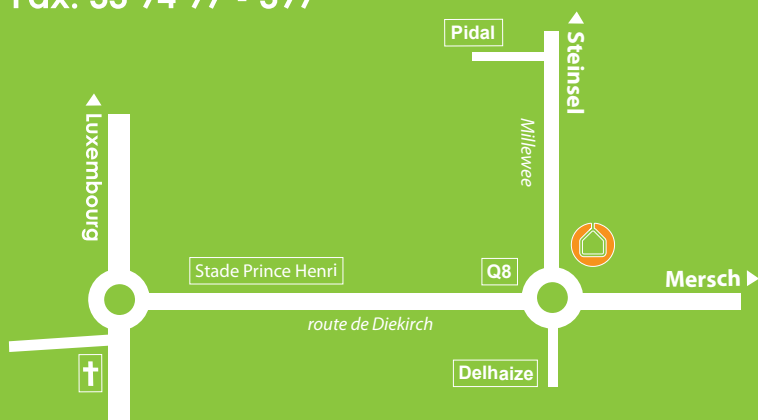 Pidal
Steinsel
Luxembourg
Millewee
Stade Prince Henri
Q8
Mersch
route de Diekirch
Delhaize